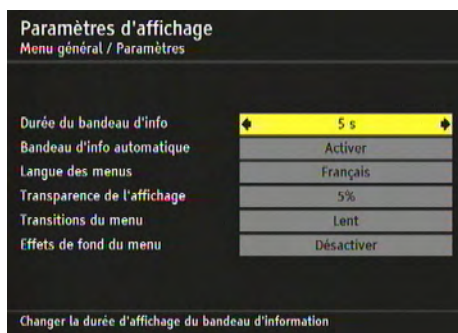 Paramètres d'affichage
Menu général / Paramètres
Durée du bandeau d'info 5 s
Bandeau d'info automatique Activer
Langue des menus Français
Transparence de l'affichage 5%
Transitions du menu Lent
Effets de fond du menu Désactiver
Changer la durée d'affichage du bandeau d'information